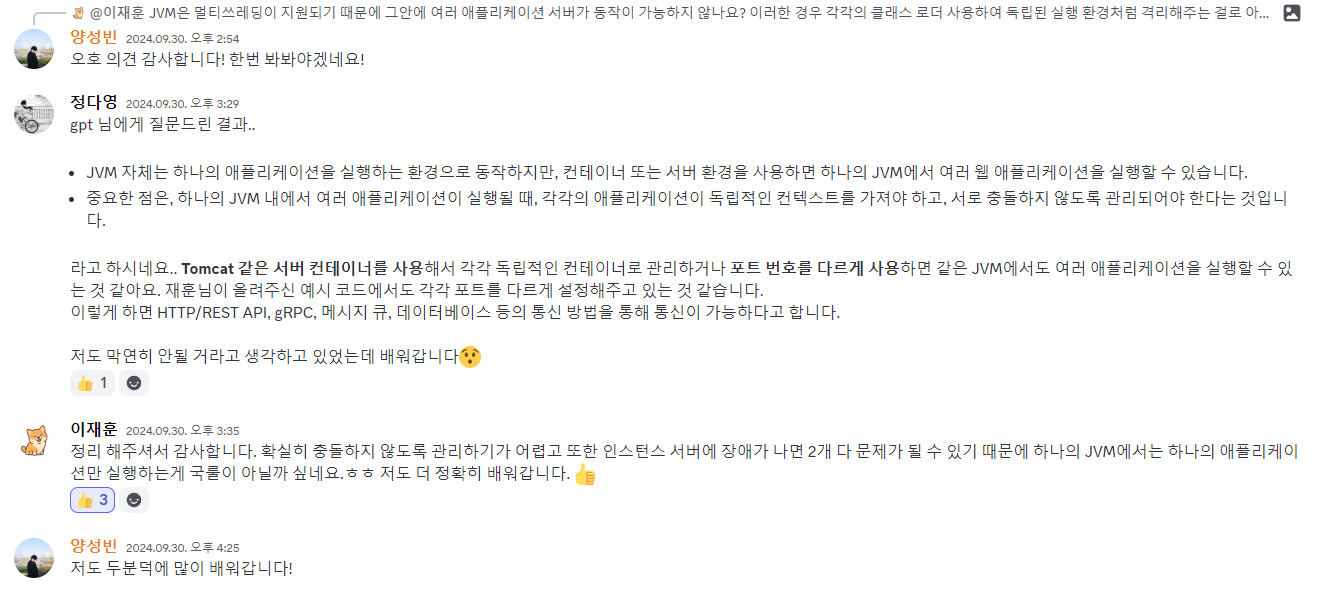 @이재훈 JVM은 멀티쓰레딩이 지원되기 때문에 그안에 여러 애플리케이션 서버가 동작이 가능하지 않나요? 이러한 경우 각각의 클래스 로더 사용하여 독립된 실행 환경처럼 격리해주는 걸로 아...
양성빈 2024.09.30. 오후 2:54
오호 의견 감사합니다! 한번 봐봐야겠네요!
정다영 2024.09.30. 오후 3:29
gpt 님에게 질문드린 결과..
• JVM 자체는 하나의 애플리케이션을 실행하는 환경으로 동작하지만, 컨테이너 또는 서버 환경을 사용하면 하나의 JVM에서 여러 웹 애플리케이션을 실행할 수 있습니다.
• 중요한 점은, 하나의 JVM 내에서 여러 애플리케이션이 실행될 때, 각각의 애플리케이션이 독립적인 컨텍스트를 가져야 하고, 서로 충돌하지 않도록 관리되어야 한다는 것입니
다.
라고 하시네요.. Tomcat 같은 서버 컨테이너를 사용해서 각각 독립적인 컨테이너로 관리하거나 포트 번호를 다르게 사용하면 같은 JVM에서도 여러 애플리케이션을 실행할 수 있
는 것 같아요. 재훈님이 올려주신 예시 코드에서도 각각 포트를 다르게 설정해주고 있는 것 같습니다.
이렇게 하면 HTTP/REST API, gRPC, 메시지 큐, 데이터베이스 등의 통신 방법을 통해 통신이 가능하다고 합니다.
저도 막연히 안될 거라고 생각하고 있었는데 배워갑니다😯
👍 1
이재훈 2024.09.30. 오후 3:35
정리 해주셔서 감사합니다. 확실히 충돌하지 않도록 관리하기가 어렵고 또한 인스턴스 서버에 장애가 나면 2개 다 문제가 될 수 있기 때문에 하나의 JVM에서는 하나의 애플리케이
션만 실행하는게 국룰이 아닐까 싶네요.ㅎㅎ 저도 더 정확히 배워갑니다. 👍
👍 3
양성빈 2024.09.30. 오후 4:25
저도 두분덕에 많이 배워갑니다!